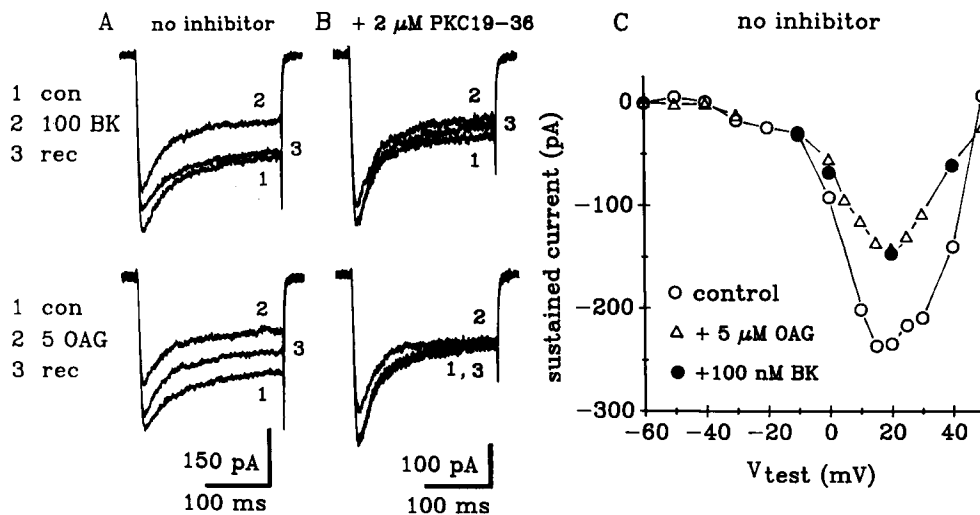 A no inhibitor B + 2 μM PKC19-36 C no inhibitor
1 con
2 100 BK
3 rec
2
3
1
2
3
1
1 con
2 5 OAG
3 rec
2
3
1
2
1,3
150 pA
100 ms
100 pA
100 ms
sustained current (pA)
0
-100
-200
-300
-60 -40 -20 0 20 40
Vtest (mV)
control
+ 5 μM OAG
+100 nM BK